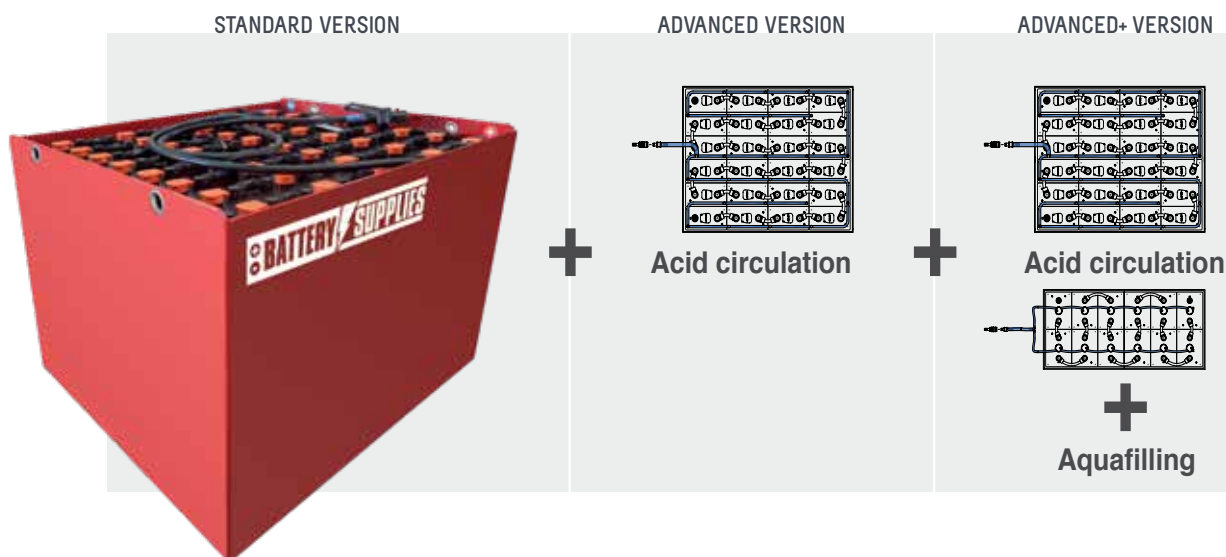 STANDARD VERSION
ADVANCED VERSION
ADVANCED+ VERSION
BATTERY SUPPLIES
+
Acid circulation
+
Acid circulation
+
Aquafilling